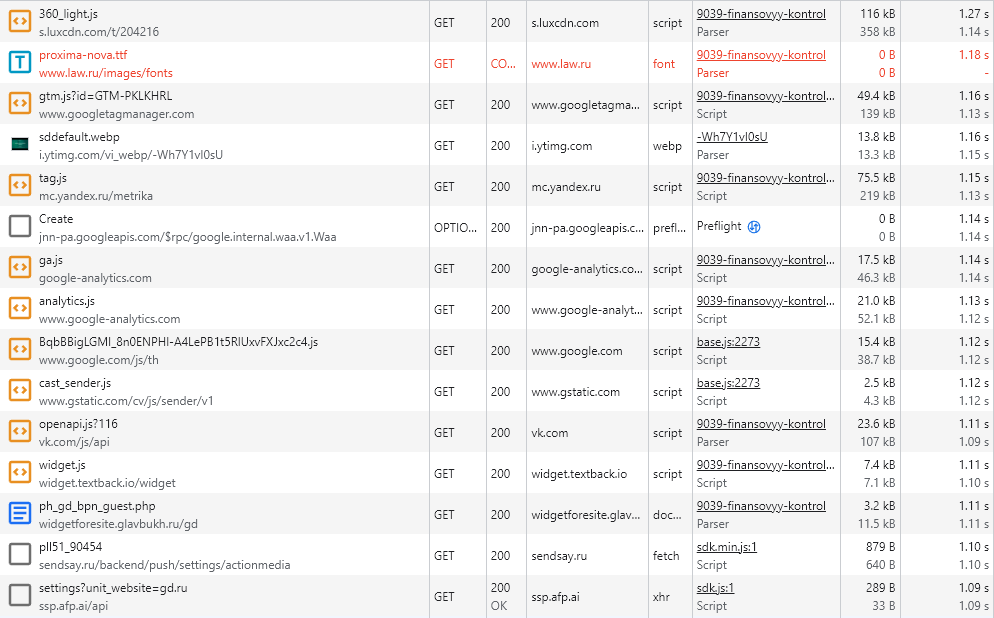 360_light.js GET 200 s.luxcdn.com script 9039-finansovyy-kontrol 116 kB 1.27 s
s.luxcdn.com/t/204216 Parser 358 kB 1.14 s
proxima-nova.ttf GET CO... www.law.ru font 9039-finansovyy-kontrol 0 B 1.18 s
www.law.ru/images/fonts Parser 0 B -
gtm.js?id=GTM-PKLKHRL GET 200 www.googletagma... script 9039-finansovyy-kontrol... 49.4 kB 1.16 s
www.googletagmanager.com Script 139 kB 1.13 s
sddefault.webp GET 200 i.ytimg.com webp -Wh7Y1vI0sU 13.8 kB 1.16 s
i.ytimg.com/vi_webp/-Wh7Y1vI0sU Parser 13.3 kB 1.15 s
tag.js GET 200 mc.yandex.ru script 9039-finansovyy-kontrol... 75.5 kB 1.15 s
mc.yandex.ru/metrika Script 219 kB 1.13 s
Create OPTIO... 200 jnn-pa.googleapis.c... prefl... Preflight 0 B 1.14 s
jnn-pa.googleapis.com/$rpc/google.internal.waa.v1.Waa 0 B 1.14 s
ga.js GET 200 google-analytics.co... script 9039-finansovyy-kontrol... 17.5 kB 1.14 s
google-analytics.com Script 46.3 kB 1.14 s
analytics.js GET 200 www.google-analyt... script 9039-finansovyy-kontrol... 21.0 kB 1.13 s
www.google-analytics.com Script 52.1 kB 1.12 s
BqbBBigLGMI_8n0ENPHI-A4LePB1t5RlUxvFXJxc2c4.js GET 200 www.google.com script base.js:2273 15.4 kB 1.12 s
www.google.com/js/th Script 38.7 kB 1.12 s
cast_sender.js GET 200 www.gstatic.com script base.js:2273 2.5 kB 1.12 s
www.gstatic.com/cv/js/sender/v1 Script 4.3 kB 1.12 s
openapi.js?116 GET 200 vk.com script 9039-finansovyy-kontrol 23.6 kB 1.11 s
vk.com/js/api Parser 107 kB 1.09 s
widget.js GET 200 widget.textback.io script 9039-finansovyy-kontrol... 7.4 kB 1.11 s
widget.textback.io/widget Script 7.1 kB 1.10 s
ph_gd_bpn_guest.php GET 200 widgetforesite.glav... doc... 9039-finansovyy-kontrol 3.2 kB 1.11 s
widgetforesite.glavbukh.ru/gd Parser 11.5 kB 1.11 s
pll51_90454 GET 200 sendsay.ru fetch sdk.min.js:1 879 B 1.10 s
sendsay.ru/backend/push/settings/actionmedia Script 640 B 1.10 s
settings?unit_website=gd.ru GET 200 ssp.afp.ai xhr sdk.js:1 289 B 1.09 s
ssp.afp.ai/api OK Script 33 B 1.09 s